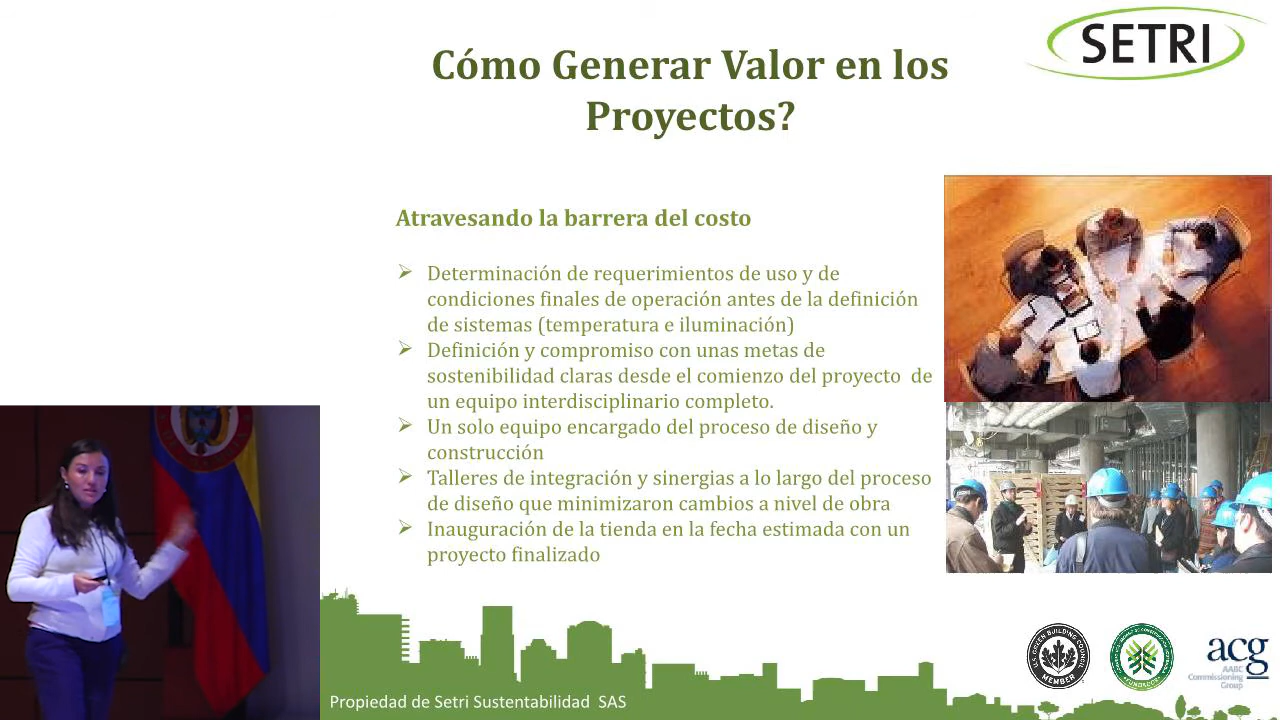 SETRI
Cómo Generar Valor en los
Proyectos?
Atravesando la barrera del costo
Determinación de requerimientos de uso y de
condiciones finales de operación antes de la definición
de sistemas (temperatura e iluminación)
Definición y compromiso con unas metas de
sostenibilidad claras desde el comienzo del proyecto de
un equipo interdisciplinario completo.
Un solo equipo encargado del proceso de diseño y
construcción
Talleres de integración y sinergias a lo largo del proceso
de diseño que minimizaron cambios a nivel de obra
Inauguración de la tienda en la fecha estimada con un
proyecto finalizado
acg
AABC
Commissioning
Group
Propiedad de Setri Sustentabilidad SAS